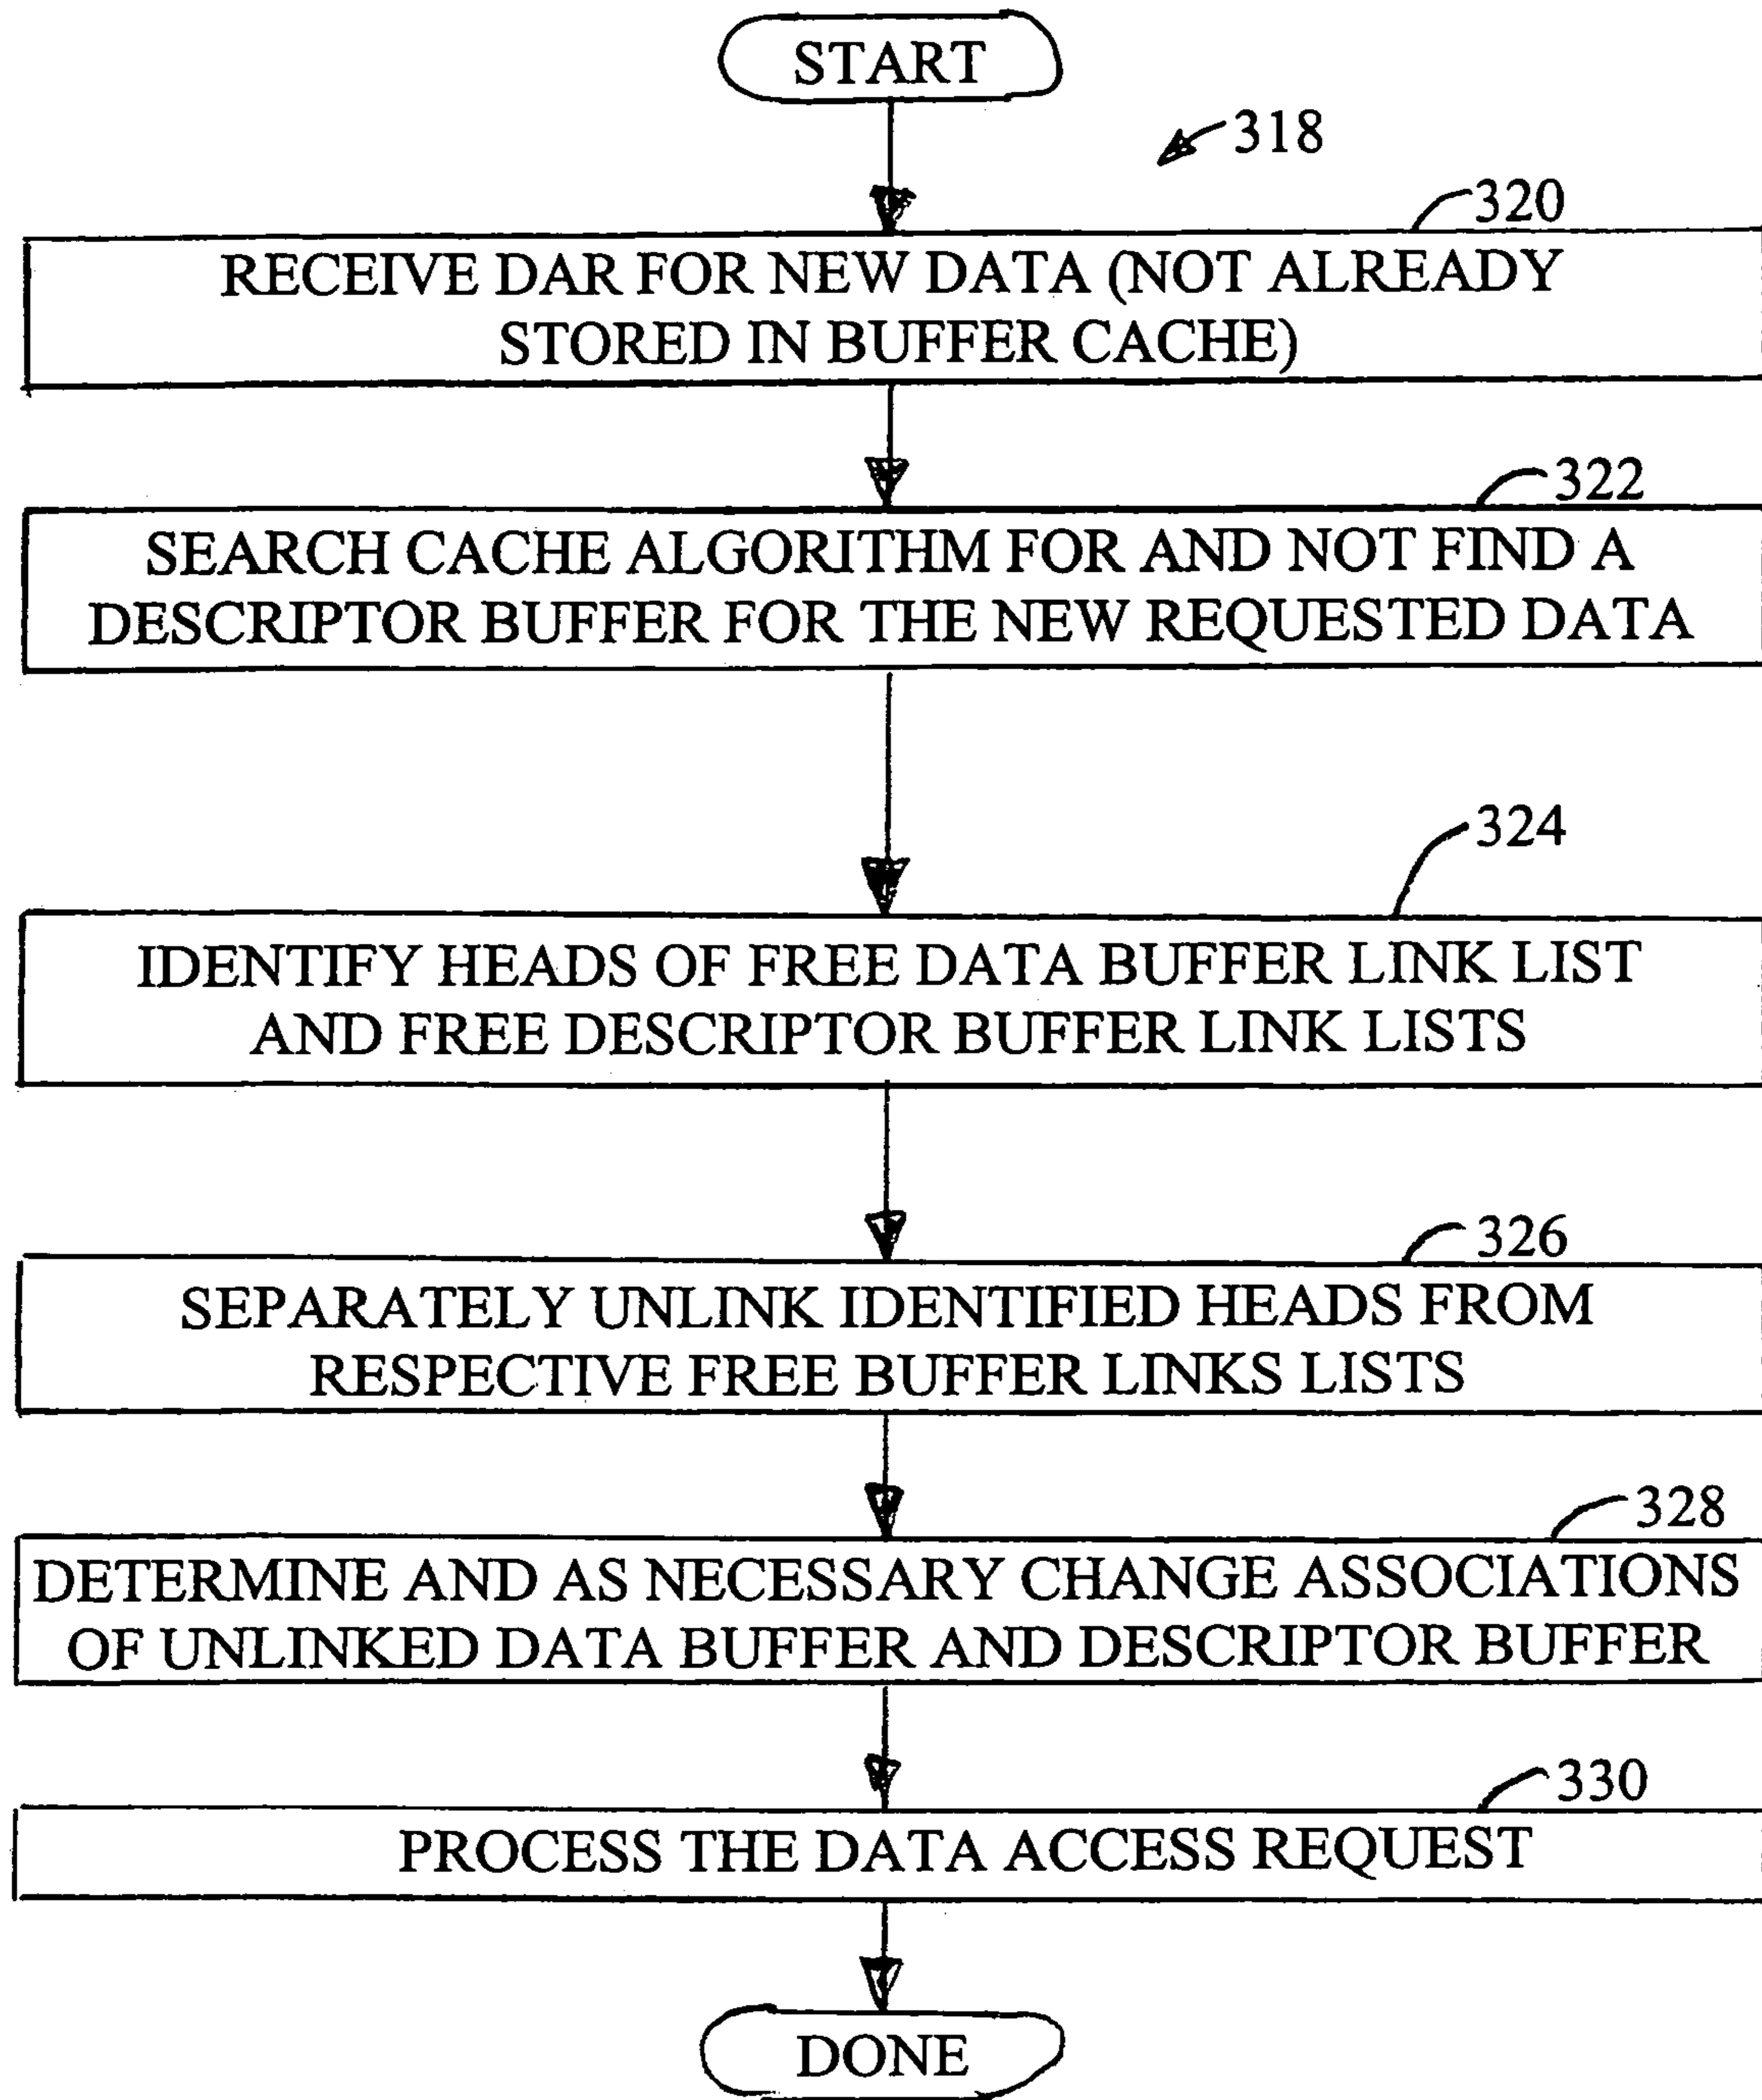 START
318
320
RECEIVE DAR FOR NEW DATA (NOT ALREADY
STORED IN BUFFER CACHE)
322
SEARCH CACHE ALGORITHM FOR AND NOT FIND A
DESCRIPTOR BUFFER FOR THE NEW REQUESTED DATA
324
IDENTIFY HEADS OF FREE DATA BUFFER LINK LIST
AND FREE DESCRIPTOR BUFFER LINK LISTS
326
SEPARATELY UNLINK IDENTIFIED HEADS FROM
RESPECTIVE FREE BUFFER LINKS LISTS
328
DETERMINE AND AS NECESSARY CHANGE ASSOCIATIONS
OF UNLINKED DATA BUFFER AND DESCRIPTOR BUFFER
330
PROCESS THE DATA ACCESS REQUEST
DONE